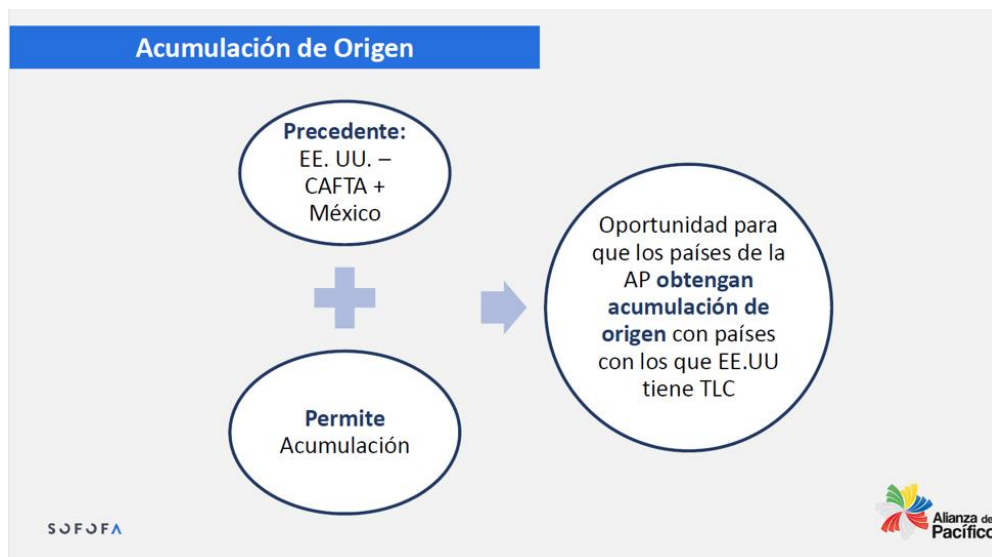 Acumulación de Origen
Precedente:
EE. UU. –
CAFTA +
México
Permite
Acumulación
Oportunidad para
que los países de la
AP obtengan
acumulación de
origen con países
con los que EE.UU
tiene TLC
SOFOFA
Alianza del
Pacífico